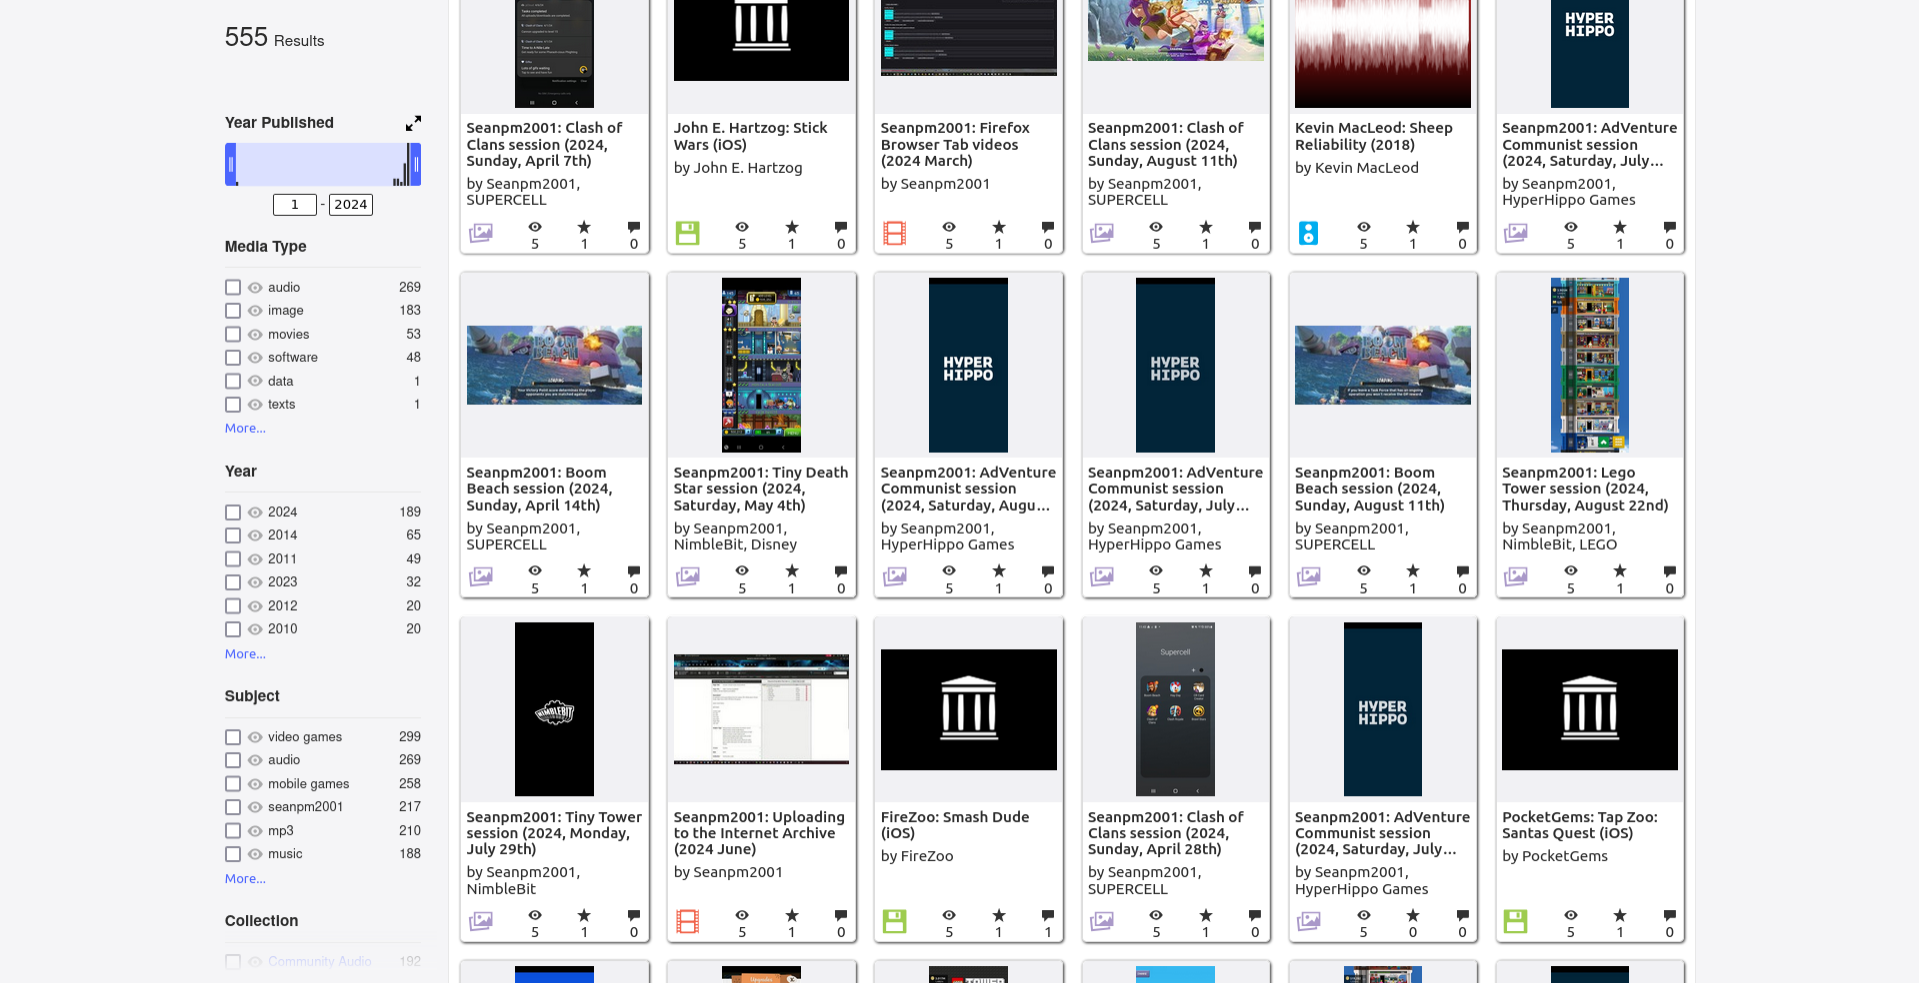 555 Results
Year Published
1 - 2024
Media Type
audio 269
image 183
movies 53
software 48
data 1
texts 1
More...
Year
2024 189
2014 65
2011 49
2023 32
2012 20
2010 20
More...
Subject
video games 299
audio 269
mobile games 258
seanpm2001 217
mp3 210
music 188
More...
Collection
Community Audio 192
HYPER
HIPPO
Seanpm2001: Clash of
Clans session (2024,
Sunday, April 7th)
by Seanpm2001,
SUPERCELL
5 1 0
John E. Hartzog: Stick
Wars (iOS)
by John E. Hartzog
5 1 0
Seanpm2001: Firefox
Browser Tab videos
(2024 March)
by Seanpm2001
5 1 0
Seanpm2001: Clash of
Clans session (2024,
Sunday, August 11th)
by Seanpm2001,
SUPERCELL
5 1 0
Kevin MacLeod: Sheep
Reliability (2018)
by Kevin MacLeod
5 1 0
Seanpm2001: AdVenture
Communist session
(2024, Saturday, July...
by Seanpm2001,
HyperHippo Games
5 1 0
BOOM
BEACH
Seanpm2001: Boom
Beach session (2024,
Sunday, April 14th)
by Seanpm2001,
SUPERCELL
5 1 0
Seanpm2001: Tiny Death
Star session (2024,
Saturday, May 4th)
by Seanpm2001,
NimbleBit, Disney
5 1 0
HYPER
HIPPO
Seanpm2001: AdVenture
Communist session
(2024, Saturday, Augu...
by Seanpm2001,
HyperHippo Games
5 1 0
HYPER
HIPPO
Seanpm2001: AdVenture
Communist session
(2024, Saturday, July...
by Seanpm2001,
HyperHippo Games
5 1 0
BOOM
BEACH
Seanpm2001: Boom
Beach session (2024,
Sunday, August 11th)
by Seanpm2001,
SUPERCELL
5 1 0
Seanpm2001: Lego
Tower session (2024,
Thursday, August 22nd)
by Seanpm2001,
NimbleBit, LEGO
5 1 0
NIMBLEBIT
Seanpm2001: Tiny Tower
session (2024, Monday,
July 29th)
by Seanpm2001,
NimbleBit
5 1 0
Seanpm2001: Uploading
to the Internet Archive
(2024 June)
by Seanpm2001
5 1 0
FireZoo: Smash Dude
(iOS)
by FireZoo
5 1 1
Supercell
Seanpm2001: Clash of
Clans session (2024,
Sunday, April 28th)
by Seanpm2001,
SUPERCELL
5 1 0
HYPER
HIPPO
Seanpm2001: AdVenture
Communist session
(2024, Saturday, July...
by Seanpm2001,
HyperHippo Games
5 0 0
PocketGems: Tap Zoo:
Santas Quest (iOS)
by PocketGems
5 1 0